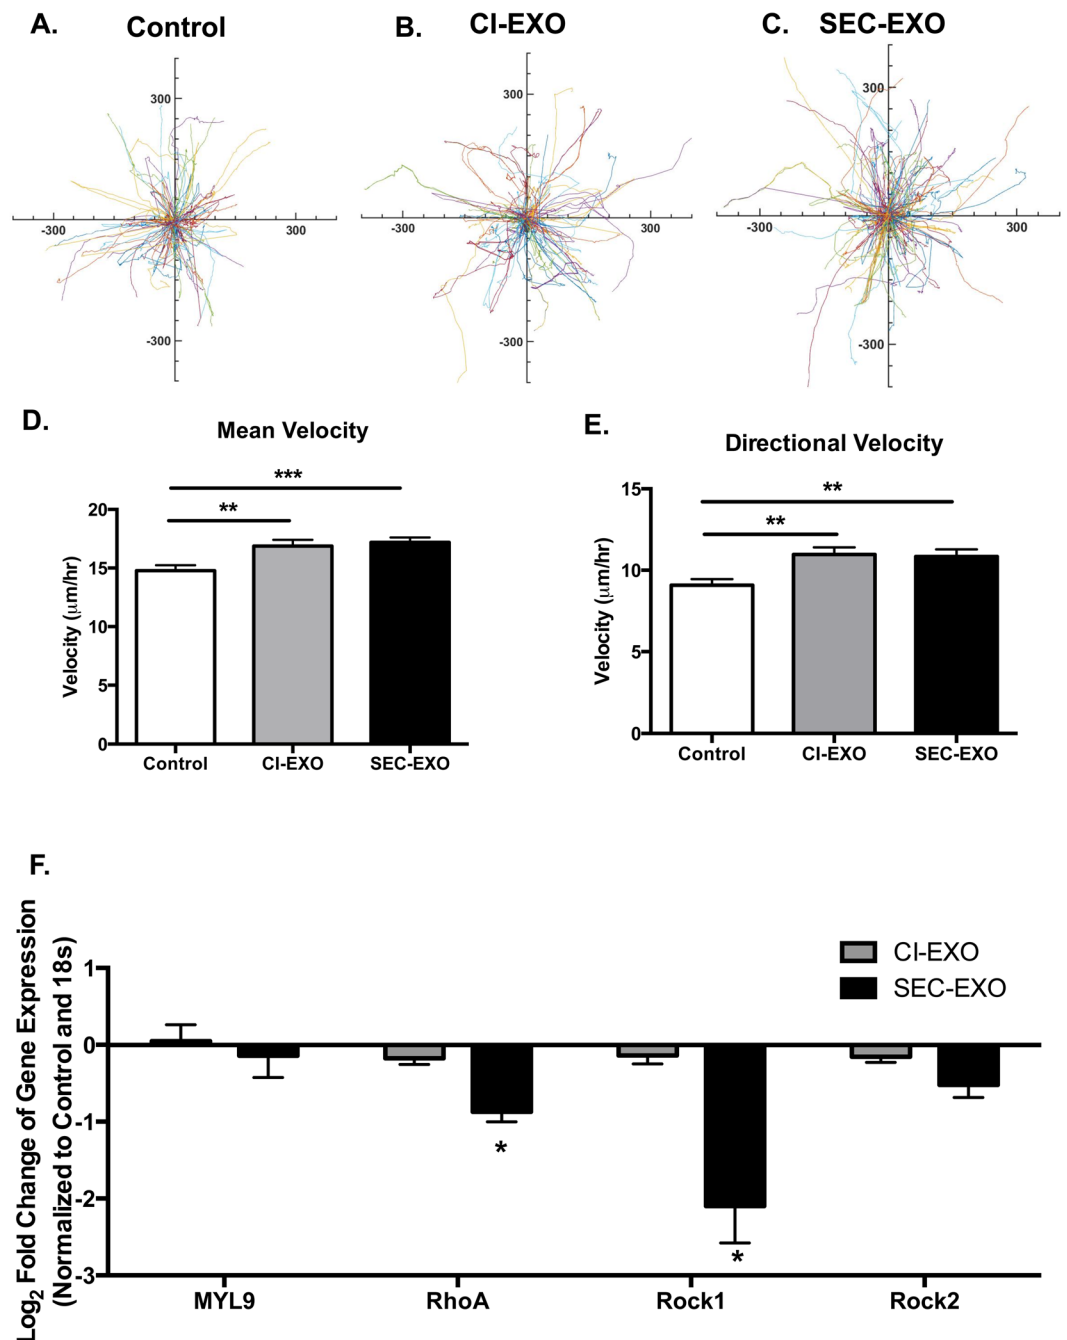 A. Control
B. CI-EXO
C. SEC-EXO
300
-300
300
-300
300
-300
300
-300
300
-300
300
-300
D.
Mean Velocity
***
**
Velocity (μm/hr)
20
15
10
5
0
Control CI-EXO SEC-EXO
E.
Directional Velocity
**
**
Velocity (μm/hr)
15
10
5
0
Control CI-EXO SEC-EXO
F.
Log2 Fold Change of Gene Expression
(Normalized to Control and 18s)
CI-EXO
SEC-EXO
1
0
-1
-2
-3
*
*
MYL9 RhoA Rock1 Rock2